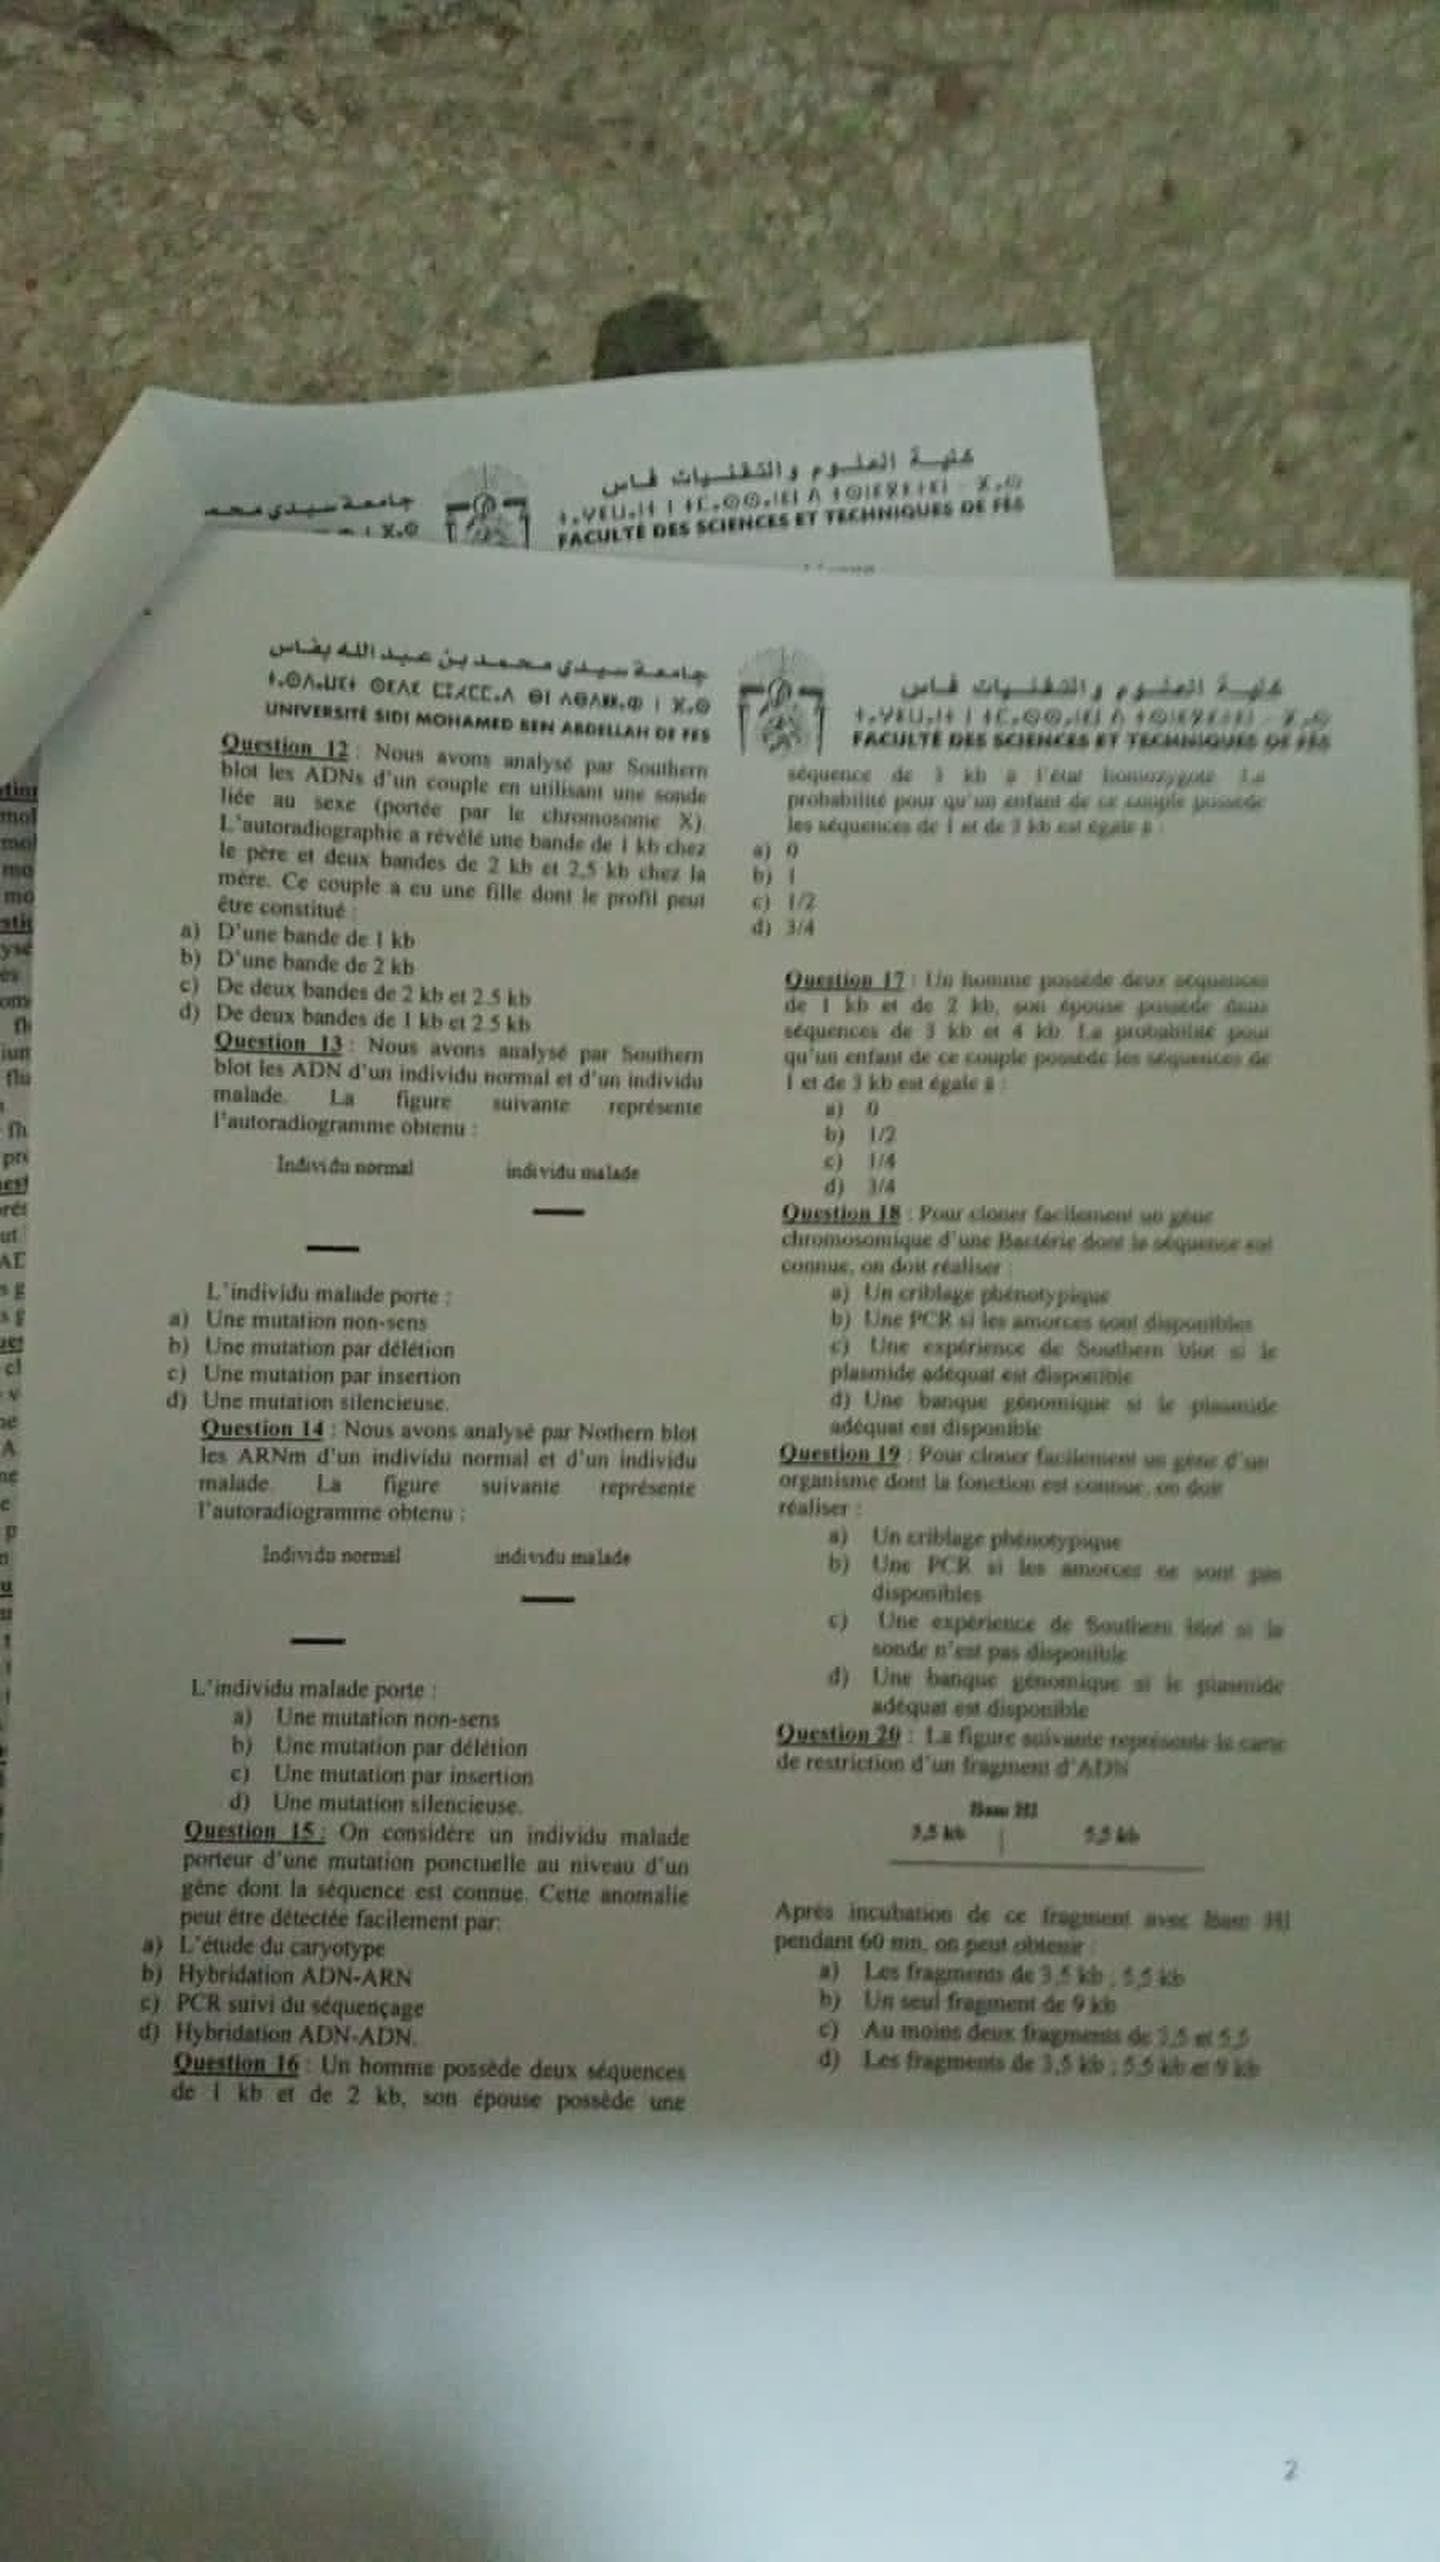 كلية العلوم والتقنيات فاس
جامعة سيدي محمد
FACULTÉ DES SCIENCES ET TECHNIQUES DE FES
جامعة سيدي محمد بن عبد الله بفاس
UNIVERSITÉ SIDI MOHAMED BEN ABDELLAH DE FES
كلية العلوم والتقنيات فاس
FACULTÉ DES SCIENCES ET TECHNIQUES DE FES
Question 12 : Nous avons analysé par Southern
blot les ADNs d'un couple en utilisant une sonde
liée au sexe (portée par le chromosome X).
L'autoradiographie a révélé une bande de 1 kb chez
le père et deux bandes de 2 kb et 2,5 kb chez la
mère. Ce couple a eu une fille dont le profil peut
être constitué :
a) D'une bande de 1 kb
b) D'une bande de 2 kb
c) De deux bandes de 2 kb et 2.5 kb
d) De deux bandes de 1 kb et 2.5 kb
Question 13 : Nous avons analysé par Southern
blot les ADN d'un individu normal et d'un individu
malade. La figure suivante représente
l'autoradiogramme obtenu :
Individu normal individu malade
L'individu malade porte :
a) Une mutation non-sens
b) Une mutation par délétion
c) Une mutation par insertion
d) Une mutation silencieuse.
Question 14 : Nous avons analysé par Nothern blot
les ARNm d'un individu normal et d'un individu
malade. La figure suivante représente
l'autoradiogramme obtenu :
Individu normal individu malade
L'individu malade porte :
a) Une mutation non-sens
b) Une mutation par délétion
c) Une mutation par insertion
d) Une mutation silencieuse.
Question 15 : On considère un individu malade
porteur d'une mutation ponctuelle au niveau d'un
gène dont la séquence est connue. Cette anomalie
peut être détectée facilement par:
a) L'étude du caryotype
b) Hybridation ADN-ARN
c) PCR suivi du séquençage
d) Hybridation ADN-ADN.
Question 16 : Un homme possède deux séquences
de 1 kb et de 2 kb, son épouse possède une
séquence de 3 kb à l'état homozygote. La
probabilité pour qu'un enfant de ce couple possède
les séquences de 1 et de 3 kb est égale à :
a) 0
b) 1
c) 1/2
d) 3/4
Question 17 : Un homme possède deux séquences
de 1 kb et de 2 kb, son épouse possède deux
séquences de 3 kb et 4 kb. La probabilité pour
qu'un enfant de ce couple possède les séquences de
1 et de 3 kb est égale à :
a) 0
b) 1/2
c) 1/4
d) 3/4
Question 18 : Pour cloner facilement un gène
chromosomique d'une Bactérie dont la séquence est
connue, on doit réaliser :
a) Un criblage phénotypique
b) Une PCR si les amorces sont disponibles
c) Une expérience de Southern blot si le
plasmide adéquat est disponible
d) Une banque génomique si le plasmide
adéquat est disponible
Question 19 : Pour cloner facilement un gène d'un
organisme dont la fonction est connue, on doit
réaliser :
a) Un criblage phénotypique
b) Une PCR si les amorces ne sont pas
disponibles
c) Une expérience de Southern blot si la
sonde n'est pas disponible
d) Une banque génomique si le plasmide
adéquat est disponible
Question 20 : La figure suivante représente la carte
de restriction d'un fragment d'ADN
Bam HI
3,5 kb 5,5 kb
Après incubation de ce fragment avec Bam HI
pendant 60 mn, on peut obtenir :
a) Les fragments de 3,5 kb ; 5,5 kb
b) Un seul fragment de 9 kb
c) Au moins deux fragments de 3,5 et 5,5
d) Les fragments de 3,5 kb ; 5,5 kb et 9 kb
2